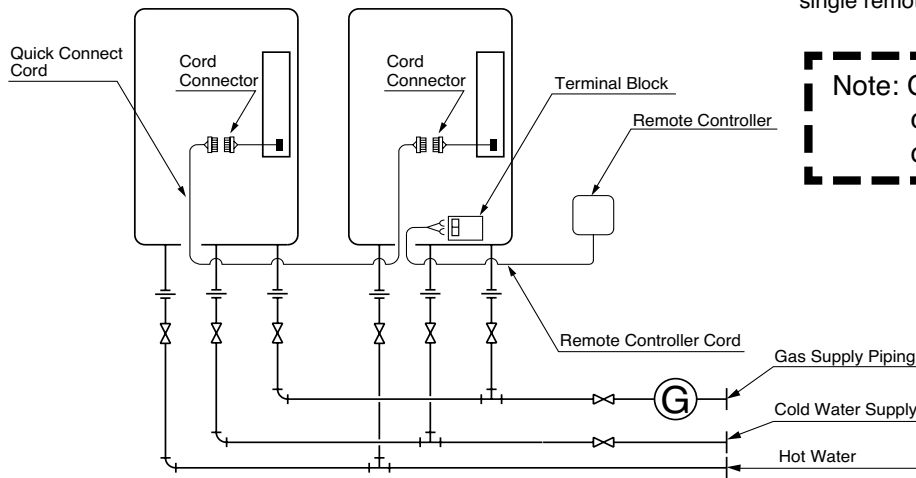 single remo
Quick Connect
Cord
Cord
Connector
Cord
Connector
Terminal Block
Remote Controller
Note: C
Remote Controller Cord
Gas Supply Piping
G
Cold Water Supply
Hot Water